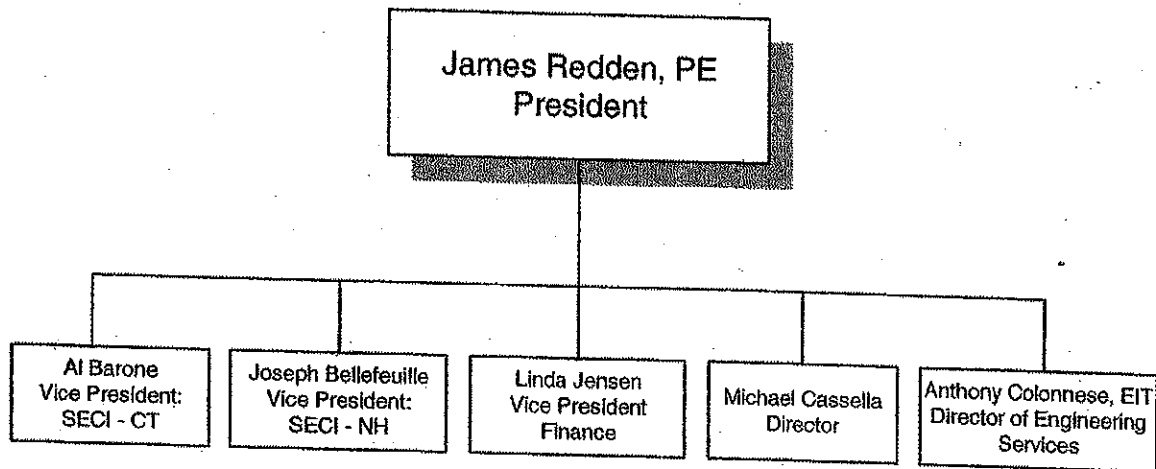 James Redden, PE
President
Al Barone
Vice President:
SECI - CT
Joseph Bellefeuille
Vice President:
SECI - NH
Linda Jensen
Vice President
Finance
Michael Cassella
Director
Anthony Colonnese, EIT
Director of Engineering
Services